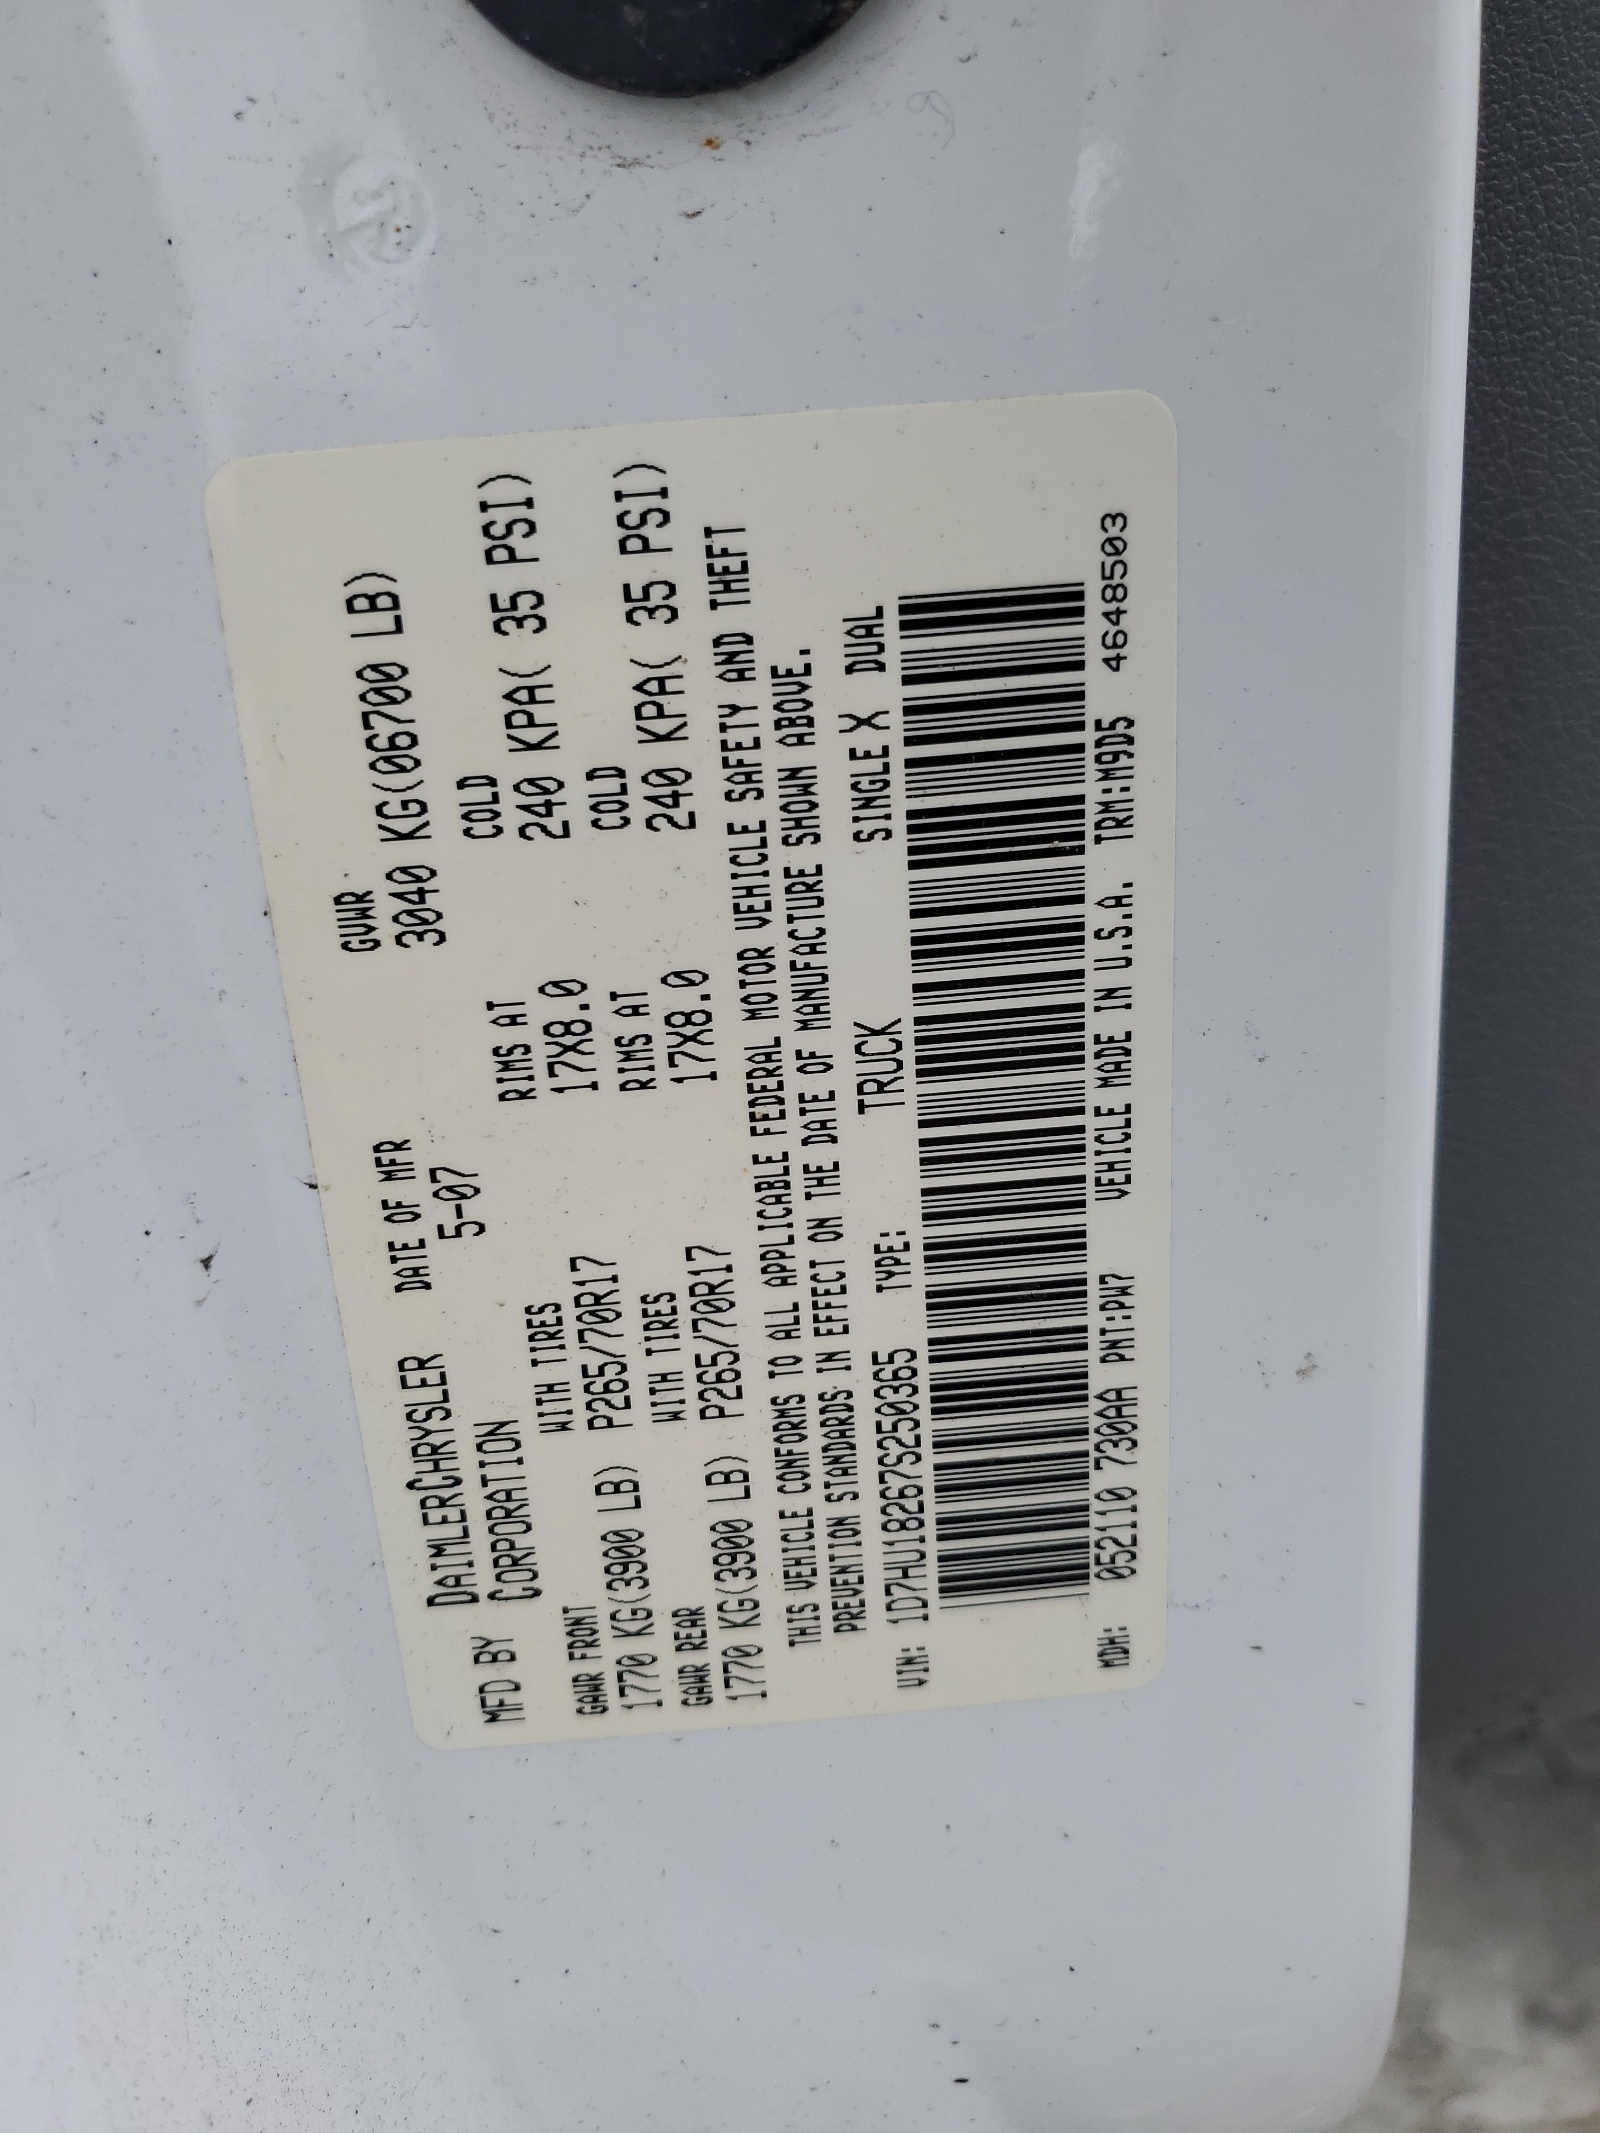 MFD BY DAIMLERCHRYSLER CORPORATION DATE OF MFR 5-07 GVWR 3040 KG(06700 LB)
GAWR FRONT WITH TIRES RIMS AT COLD
1770 KG(3900 LB) P265/70R17 17X8.0 240 KPA( 35 PSI)
GAWR REAR WITH TIRES RIMS AT COLD
1770 KG(3900 LB) P265/70R17 17X8.0 240 KPA( 35 PSI)
THIS VEHICLE CONFORMS TO ALL APPLICABLE FEDERAL MOTOR VEHICLE SAFETY AND THEFT
PREVENTION STANDARDS IN EFFECT ON THE DATE OF MANUFACTURE SHOWN ABOVE.
VIN: 1D7HU18267S250365 TYPE: TRUCK SINGLE X DUAL
MDH: 052110 730AA PNT:PW7 VEHICLE MADE IN U.S.A. TRM:M9D5 4648503